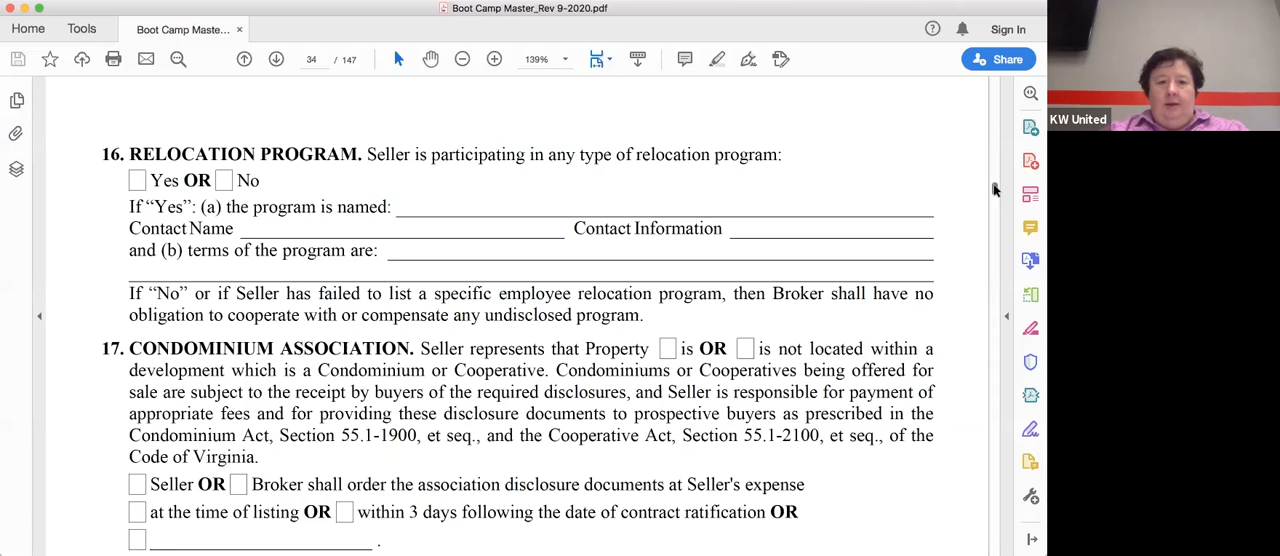 Boot Camp Master_Rev 9-2020.pdf
Home Tools Boot Camp Maste... × Sign In
34 / 147 139% Share
KW United
16. RELOCATION PROGRAM. Seller is participating in any type of relocation program:
Yes OR No
If “Yes”: (a) the program is named:
Contact Name Contact Information
and (b) terms of the program are:
If “No” or if Seller has failed to list a specific employee relocation program, then Broker shall have no
obligation to cooperate with or compensate any undisclosed program.
17. CONDOMINIUM ASSOCIATION. Seller represents that Property is OR is not located within a
development which is a Condominium or Cooperative. Condominiums or Cooperatives being offered for
sale are subject to the receipt by buyers of the required disclosures, and Seller is responsible for payment of
appropriate fees and for providing these disclosure documents to prospective buyers as prescribed in the
Condominium Act, Section 55.1-1900, et seq., and the Cooperative Act, Section 55.1-2100, et seq., of the
Code of Virginia.
Seller OR Broker shall order the association disclosure documents at Seller's expense
at the time of listing OR within 3 days following the date of contract ratification OR
.